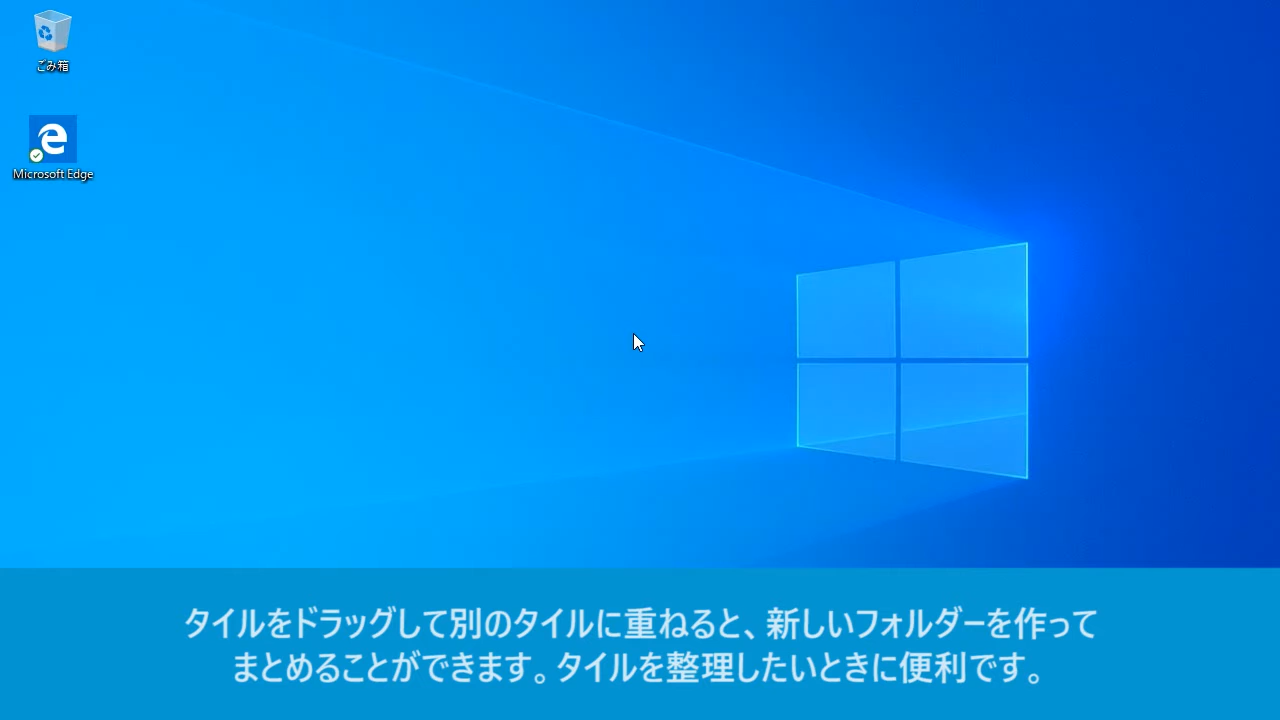 ごみ箱
Microsoft Edge
タイルをドラッグして別のタイルに重ねると、新しいフォルダーを作って
まとめることができます。タイルを整理したいときに便利です。